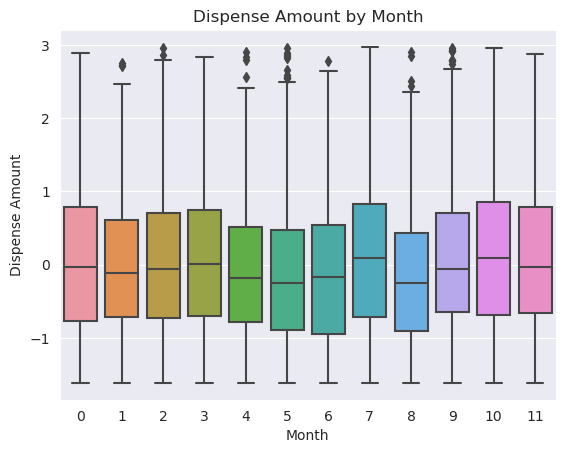 Dispense Amount by Month
3
2
1
0
−1
Dispense Amount
0 1 2 3 4 5 6 7 8 9 10 11
Month